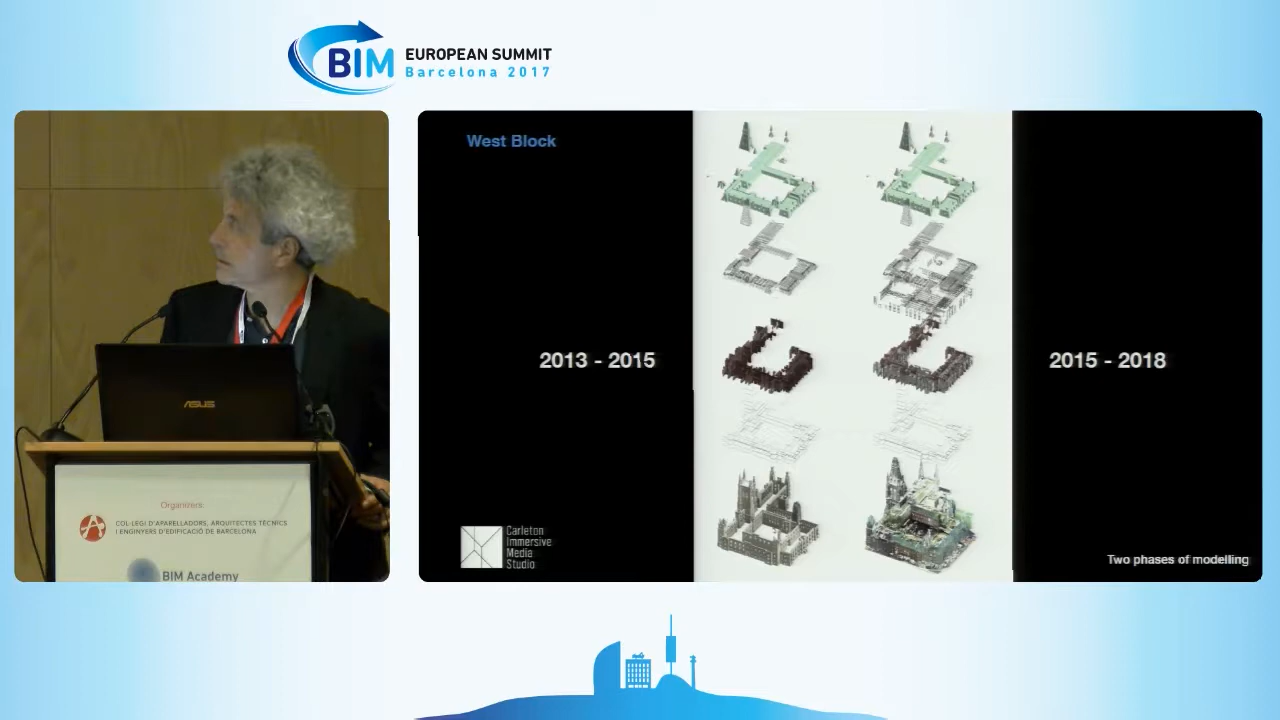 BIM EUROPEAN SUMMIT
Barcelona 2017
West Block
2013 - 2015
2015 - 2018
Carleton
Immersive
Media
Studio
Two phases of modelling
ASUS
Organizers:
COL·LEGI D'APARELLADORS, ARQUITECTES TÈCNICS
I ENGINYERS D'EDIFICACIÓ DE BARCELONA
BIM Academy